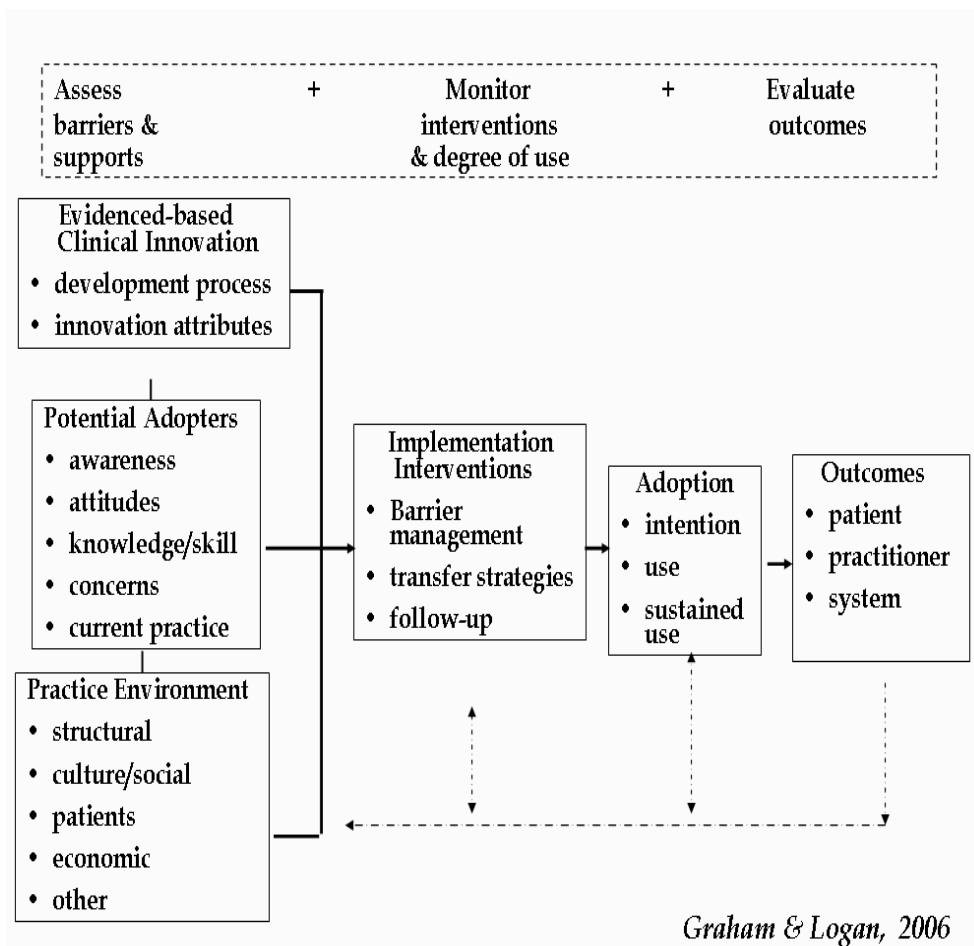 Assess + Monitor + Evaluate
barriers & interventions outcomes
supports & degree of use
Evidenced-based
Clinical Innovation
• development process
• innovation attributes
Potential Adopters
• awareness
• attitudes
• knowledge/skill
• concerns
• current practice
Practice Environment
• structural
• culture/social
• patients
• economic
• other
Implementation
Interventions
• Barrier
management
• transfer strategies
• follow-up
Adoption
• intention
• use
• sustained
use
Outcomes
• patient
• practitioner
• system
Graham & Logan, 2006